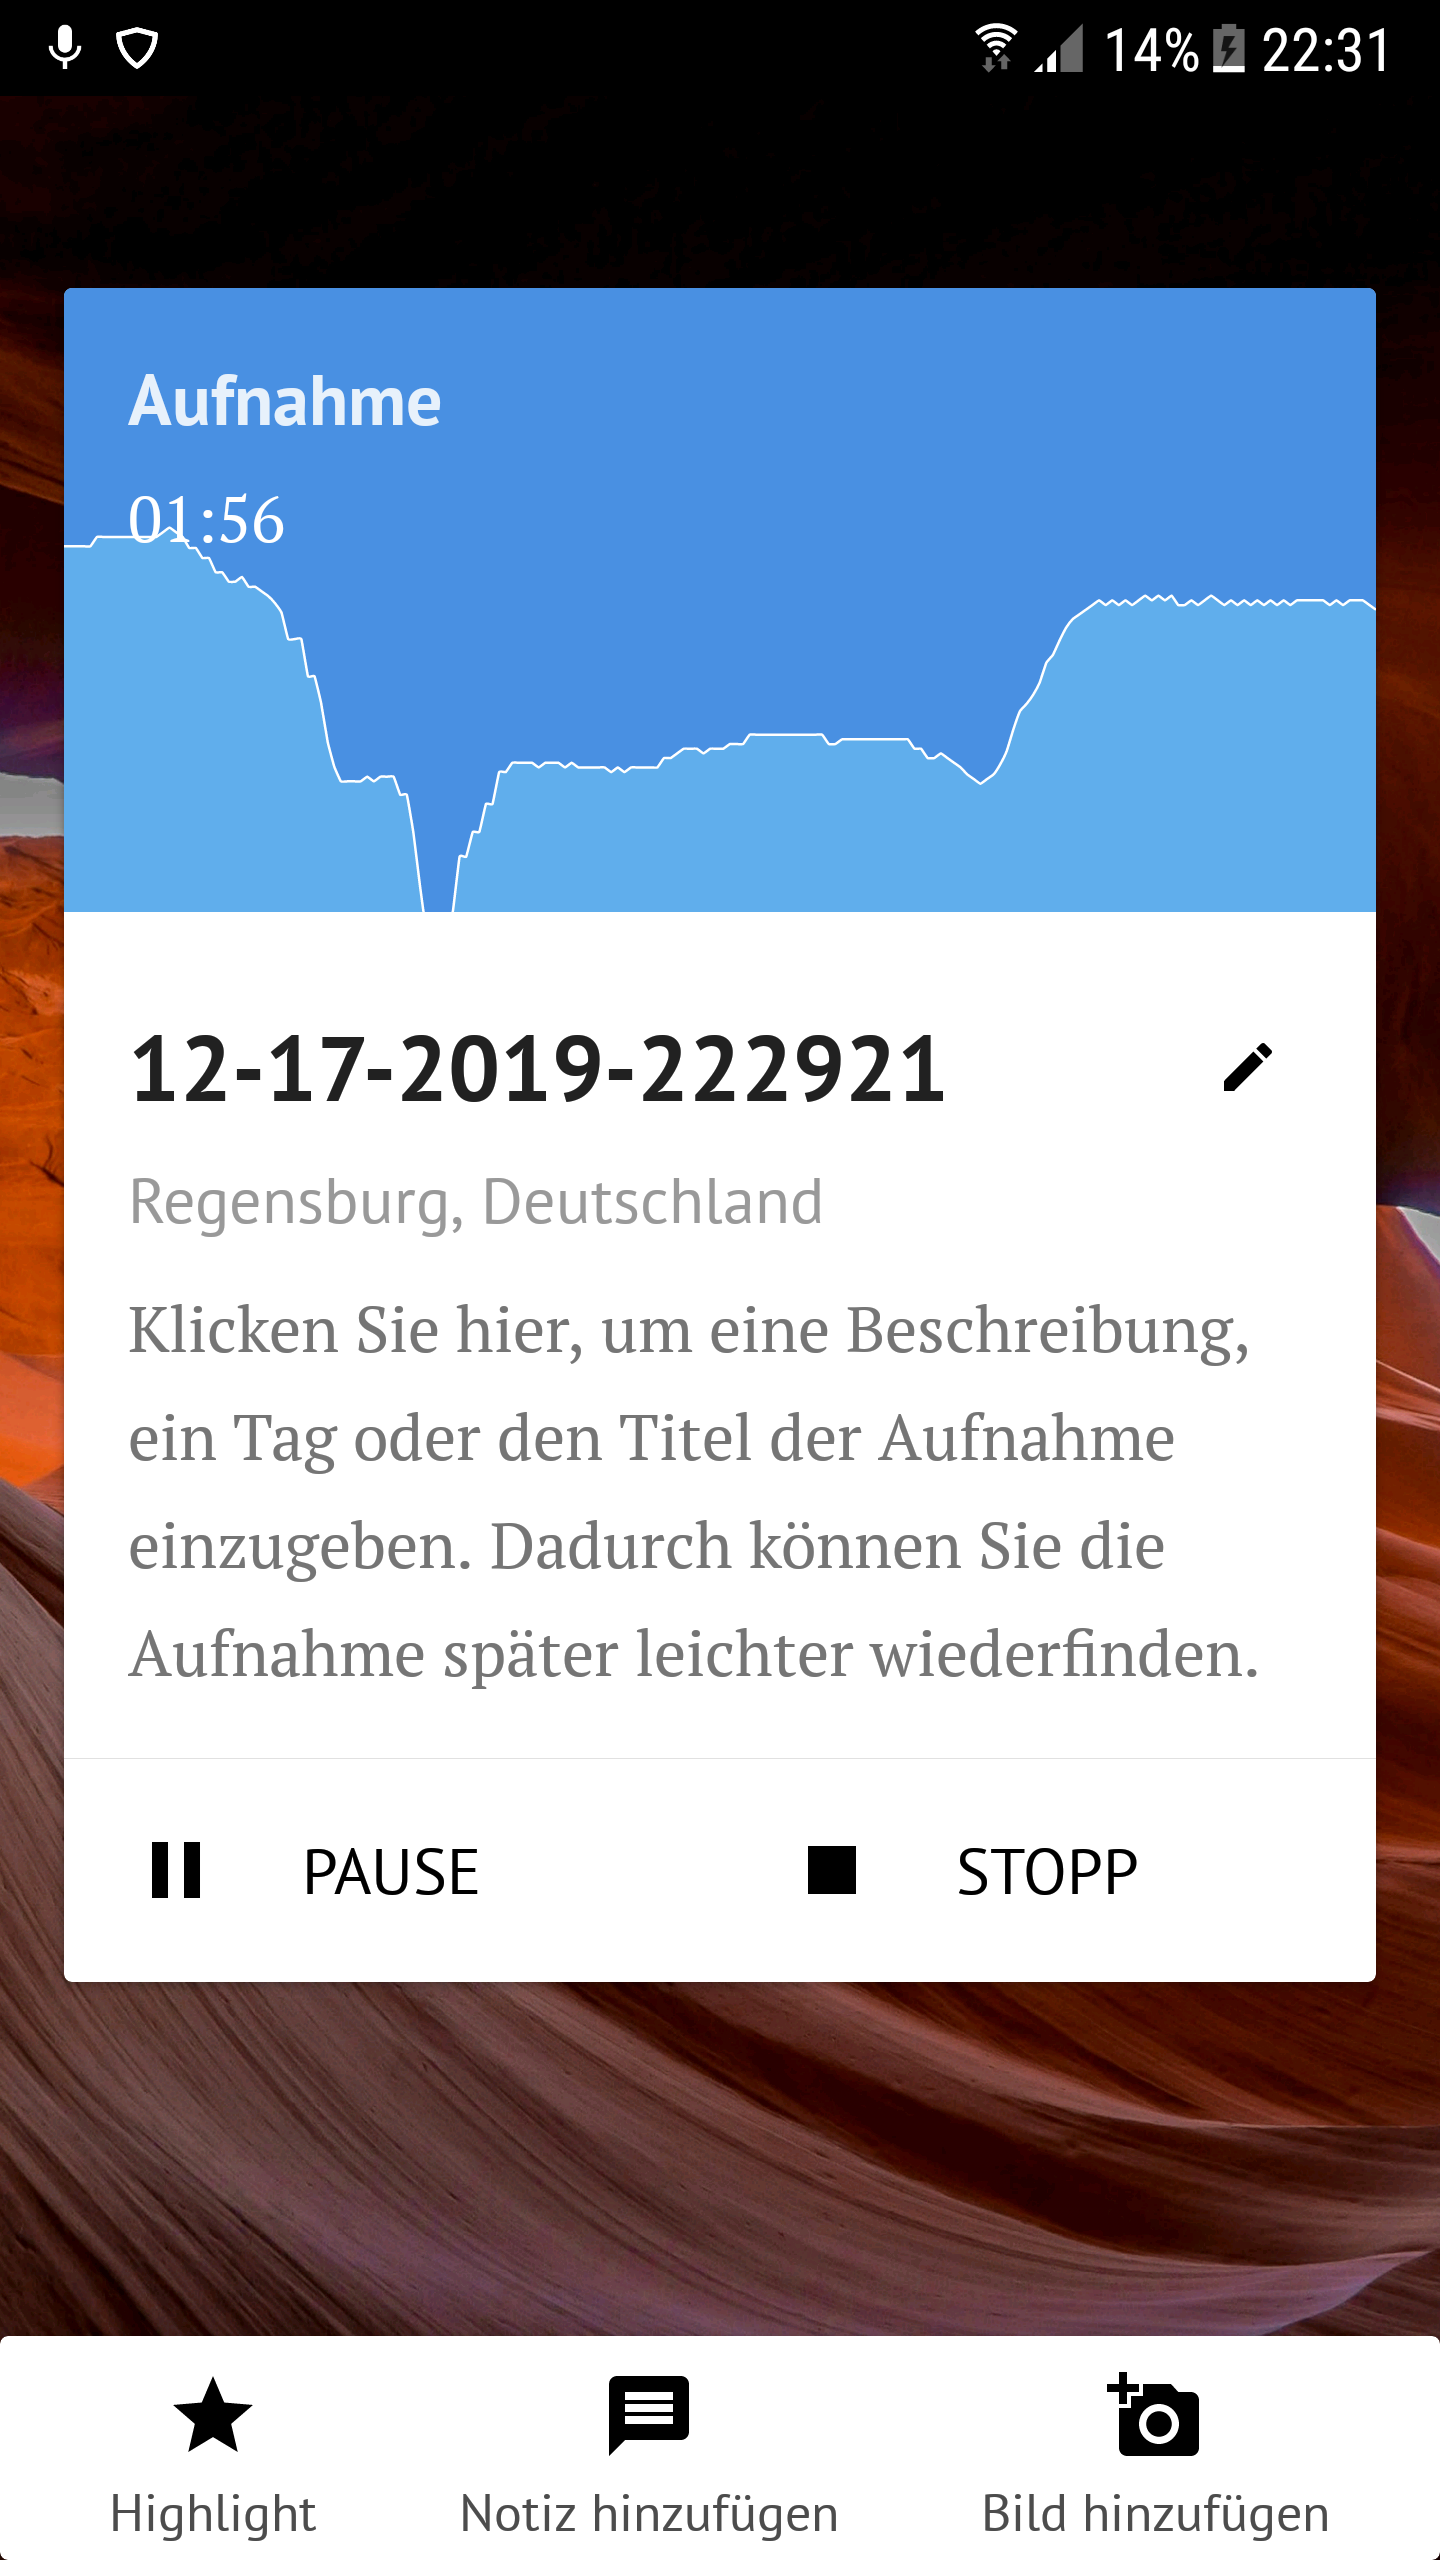 14% 22:31
Aufnahme
01:56
12-17-2019-222921
Regensburg, Deutschland
Klicken Sie hier, um eine Beschreibung,
ein Tag oder den Titel der Aufnahme
einzugeben. Dadurch können Sie die
Aufnahme später leichter wiederfinden.
PAUSE STOPP
Highlight Notiz hinzufügen Bild hinzufügen